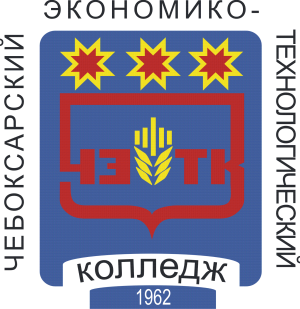 ЧЕБОКСАРСКИЙ
ЭКОНОМИКО-
ТЕХНОЛОГИЧЕСКИЙ
ЧЭТК
КОЛЛЕДЖ
1962